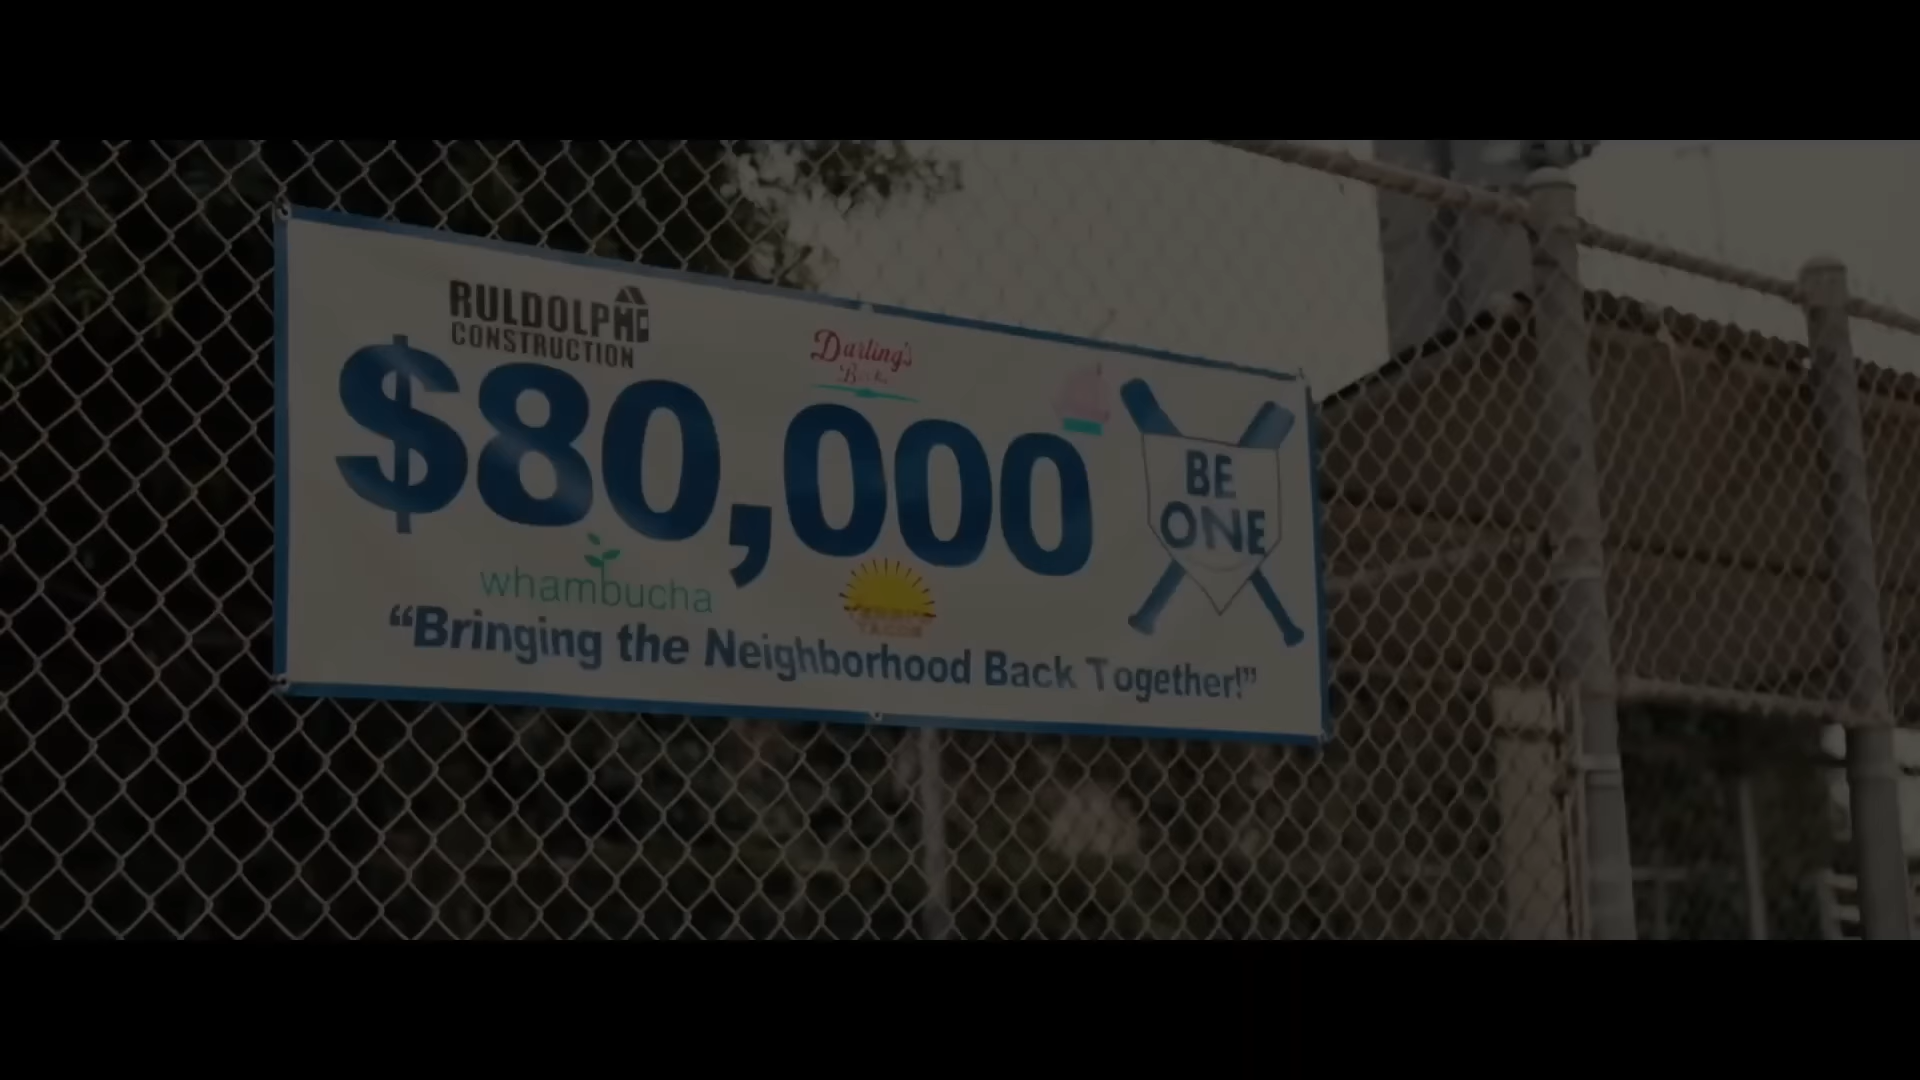 RULDOLPH
CONSTRUCTION
Darling's
$80,000
BE
ONE
whambucha
“Bringing the Neighborhood Back Together!”